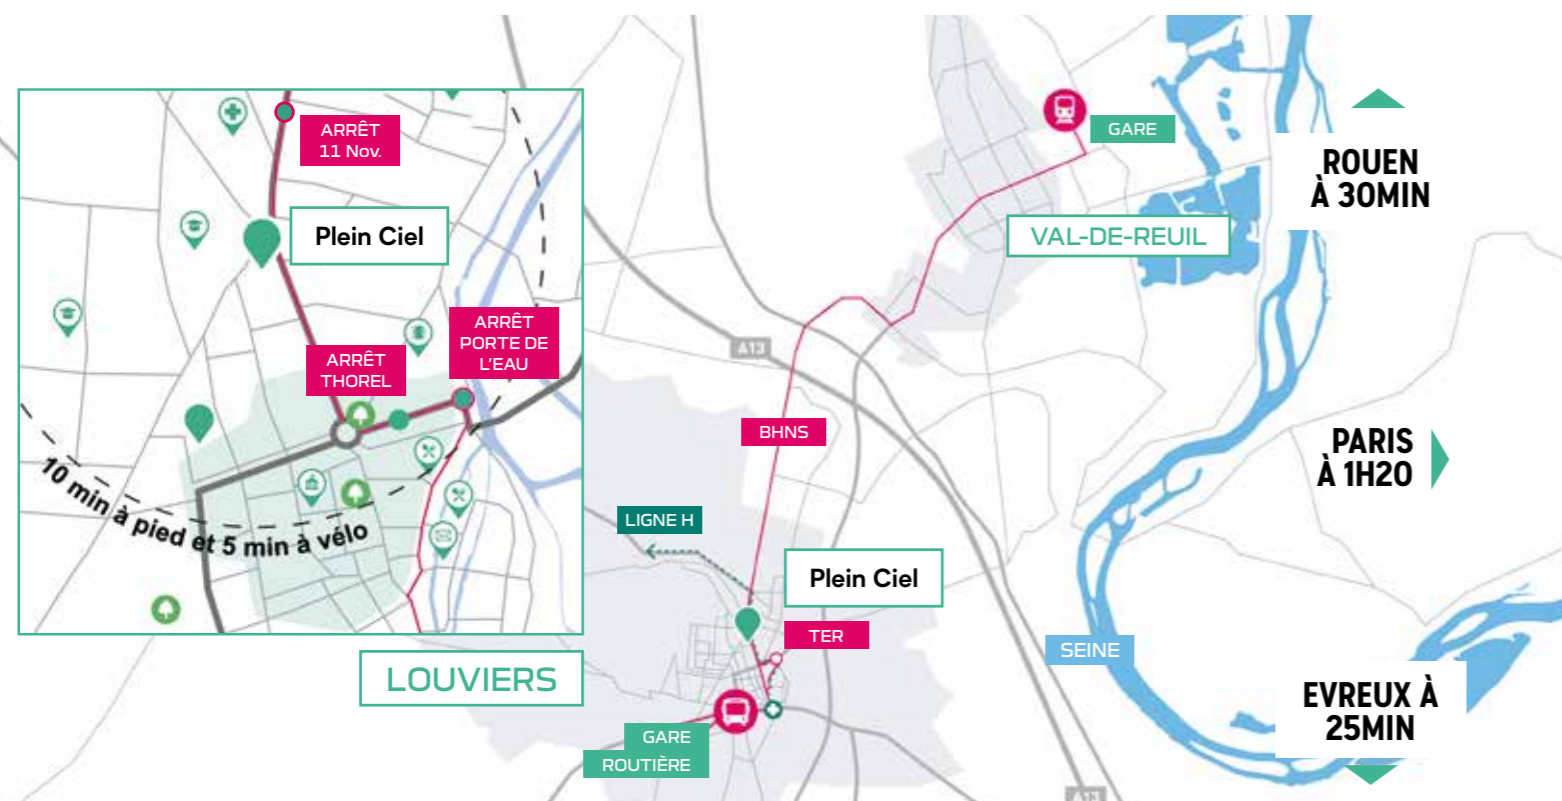 ARRÊT
11 Nov.
Plein Ciel
ARRÊT
PORTE DE
L'EAU
ARRÊT
THOREL
10 min à pied et 5 min à vélo
LOUVIERS
GARE
VAL-DE-REUIL
A13
BHNS
LIGNE H
Plein Ciel
TER
GARE
ROUTIÈRE
SEINE
A13
ROUEN
À 30MIN
PARIS
À 1H20
EVREUX À
25MIN